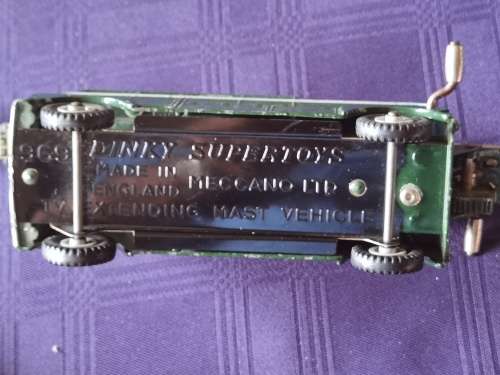 969 DINKY SUPERTOYS
MADE IN
ENGLAND MECCANO LTD
TV EXTENDING MAST VEHICLE